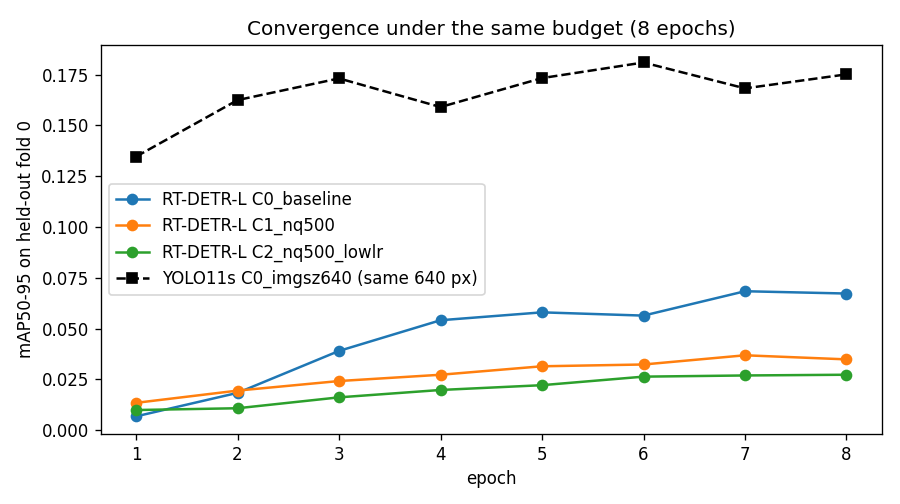 Convergence under the same budget (8 epochs)
mAP50-95 on held-out fold 0
0.175
0.150
0.125
0.100
0.075
0.050
0.025
0.000
RT-DETR-L C0_baseline
RT-DETR-L C1_nq500
RT-DETR-L C2_nq500_lowlr
YOLO11s C0_imgsz640 (same 640 px)
1 2 3 4 5 6 7 8
epoch